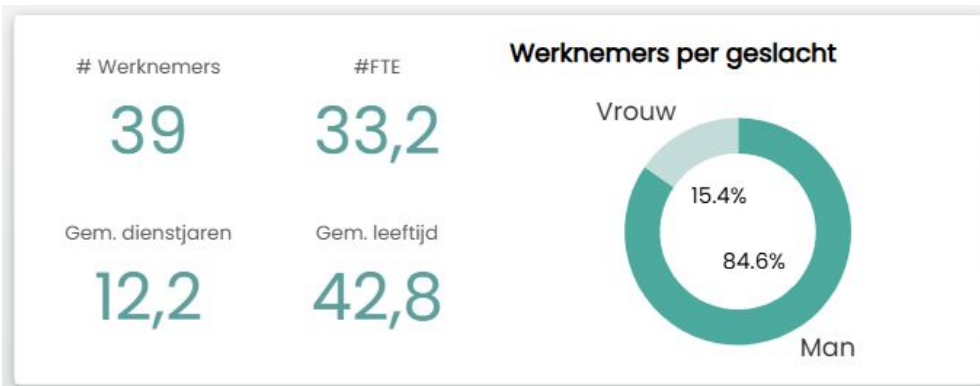 # Werknemers
#FTE
39
33,2
Gem. dienstjaren
Gem. leeftijd
12,2
42,8
Werknemers per geslacht
Vrouw
15.4%
84.6%
Man